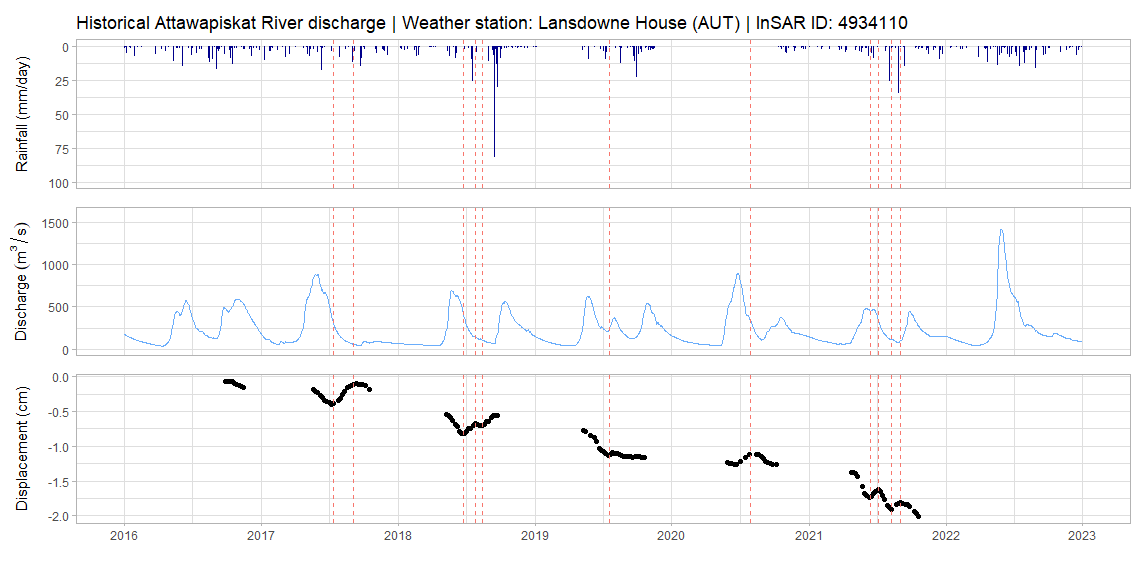 Historical Attawapiskat River discharge | Weather station: Lansdowne House (AUT) | InSAR ID: 4934110
Rainfall (mm/day)
0
25
50
75
100
Discharge (m³ / s)
1500
1000
500
0
Displacement (cm)
0.0
-0.5
-1.0
-1.5
-2.0
2016 2017 2018 2019 2020 2021 2022 2023